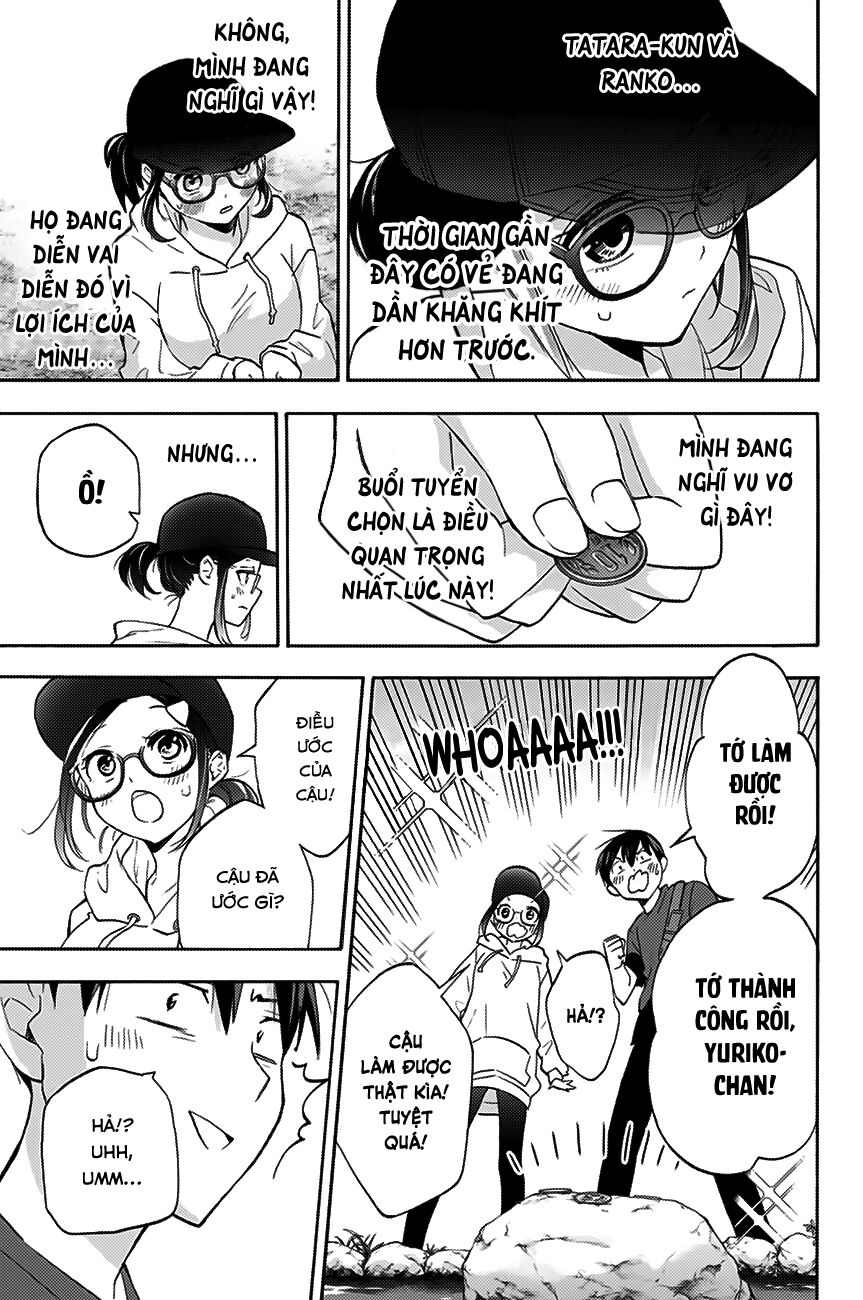 TATARA-KUN VÀ
RANKO...
THỜI GIAN GẦN
ĐÂY CÓ VẺ ĐANG
DẦN KHĂNG KHÍT
HƠN TRƯỚC.
KHÔNG,
MÌNH ĐANG
NGHĨ GÌ VẬY!
HỌ ĐANG
DIỄN VAI
DIỄN ĐÓ VÌ
LỢI ÍCH CỦA
MÌNH...
MÌNH ĐANG
NGHĨ VU VƠ
GÌ ĐÂY!
BUỔI TUYỂN
CHỌN LÀ ĐIỀU
QUAN TRỌNG
NHẤT LÚC NÀY!
NHƯNG...
Ồ!
TỚ LÀM
ĐƯỢC
RỒI!
WHOAAAA!!!
TỚ THÀNH
CÔNG RỒI,
YURIKO-
CHAN!
HẢ!?
CẬU
LÀM ĐƯỢC
THẬT KÌA!
TUYỆT
QUÁ!
ĐIỀU
ƯỚC
CỦA
CẬU!
CẬU ĐÃ
ƯỚC GÌ?
HẢ!?
UHH,
UMM...